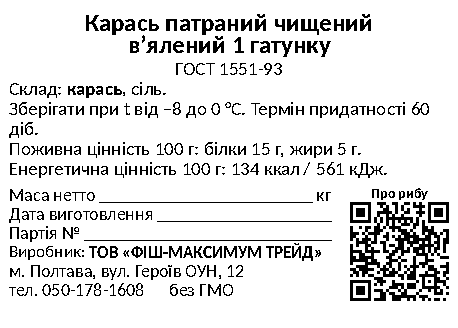 Карась патраний чищений
в’ялений 1 гатунку
ГОСТ 1551-93
Склад: карась, сіль.
Зберігати при t від –8 до 0 °С. Термін придатності 60
діб.
Поживна цінність 100 г: білки 15 г, жири 5 г.
Енергетична цінність 100 г: 134 ккал / 561 кДж.
Маса нетто ______________________ кг
Дата виготовлення __________________
Партія № __________________________
Виробник: ТОВ «ФІШ-МАКСИМУМ ТРЕЙД»
м. Полтава, вул. Героїв ОУН, 12
тел. 050-178-1608 без ГМО
Про рибу